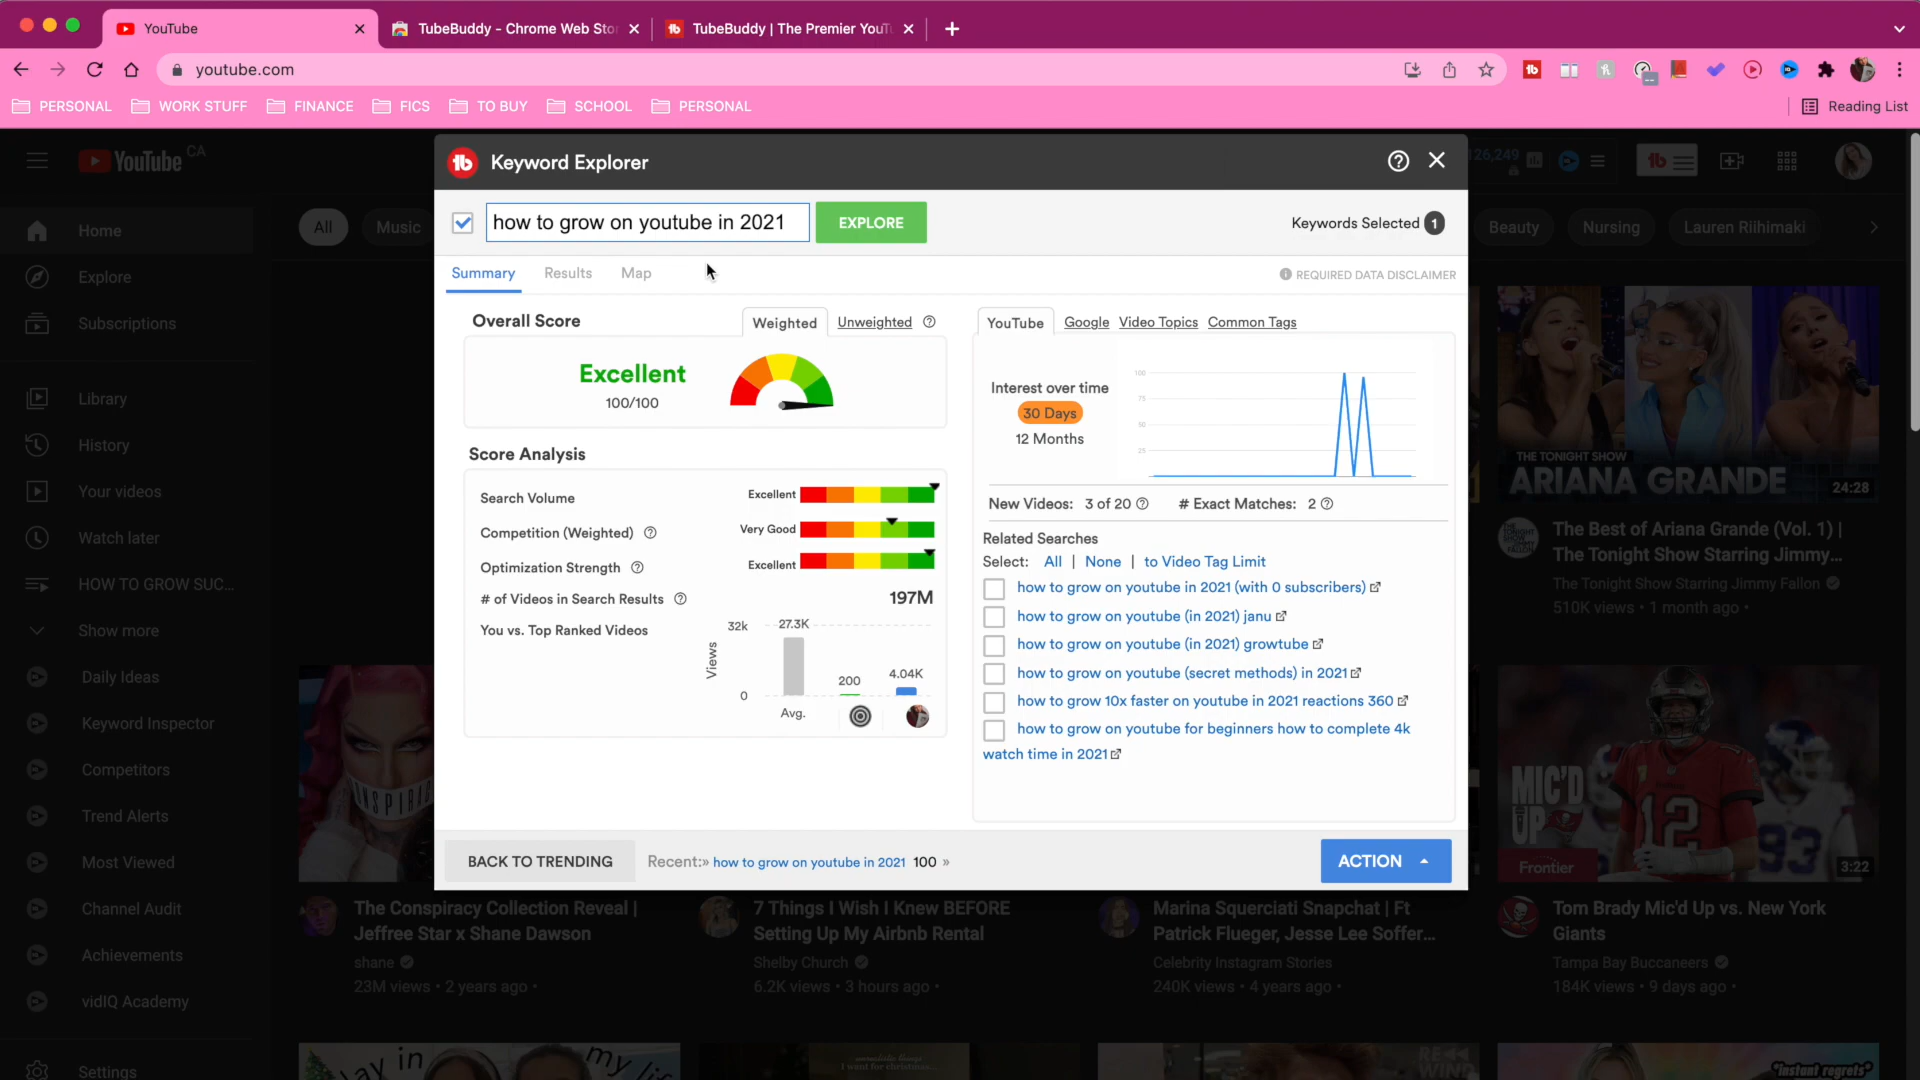 YouTube
TubeBuddy - Chrome Web Sto
TubeBuddy | The Premier YouT
youtube.com
PERSONAL
WORK STUFF
FINANCE
FICS
TO BUY
SCHOOL
PERSONAL
Reading List
YouTube CA
Keyword Explorer
126,249
how to grow on youtube in 2021
EXPLORE
Keywords Selected 1
Home
All
Music
Beauty
Nursing
Lauren Riihimaki
Explore
Subscriptions
Library
History
Your videos
Watch later
HOW TO GROW SUC...
Show more
Daily Ideas
Keyword Inspector
Competitors
Trend Alerts
Most Viewed
Channel Audit
Achievements
vidIQ Academy
Settings
Summary
Results
Map
REQUIRED DATA DISCLAIMER
Overall Score
Weighted
Unweighted
Excellent
100/100
Score Analysis
Search Volume
Excellent
Competition (Weighted)
Very Good
Optimization Strength
Excellent
# of Videos in Search Results
197M
You vs. Top Ranked Videos
Views
32k
0
27.3K
200
4.04K
Avg.
YouTube
Google
Video Topics
Common Tags
Interest over time
30 Days
12 Months
100
75
50
25
New Videos: 3 of 20
# Exact Matches: 2
Related Searches
Select: All | None | to Video Tag Limit
how to grow on youtube in 2021 (with 0 subscribers)
how to grow on youtube (in 2021) janu
how to grow on youtube (in 2021) growtube
how to grow on youtube (secret methods) in 2021
how to grow 10x faster on youtube in 2021 reactions 360
how to grow on youtube for beginners how to complete 4k
watch time in 2021
BACK TO TRENDING
Recent:» how to grow on youtube in 2021 100 »
ACTION
THE TONIGHT SHOW
ARIANA GRANDE
24:28
The Best of Ariana Grande (Vol. 1) |
The Tonight Show Starring Jimmy...
The Tonight Show Starring Jimmy Fallon
510K views • 1 month ago •
MIC'D
UP
12
Frontier
3:22
The Conspiracy Collection Reveal |
Jeffree Star x Shane Dawson
shane
23M views • 2 years ago •
7 Things I Wish I Knew BEFORE
Setting Up My Airbnb Rental
Shelby Church
6.2K views • 3 hours ago •
Marina Squerciati Snapchat | Ft
Patrick Flueger, Jesse Lee Soffer...
Celebrity Instagram Stories
240K views • 4 years ago •
Tom Brady Mic'd Up vs. New York
Giants
Tampa Bay Buccaneers
184K views • 9 days ago •
*instant regrets*